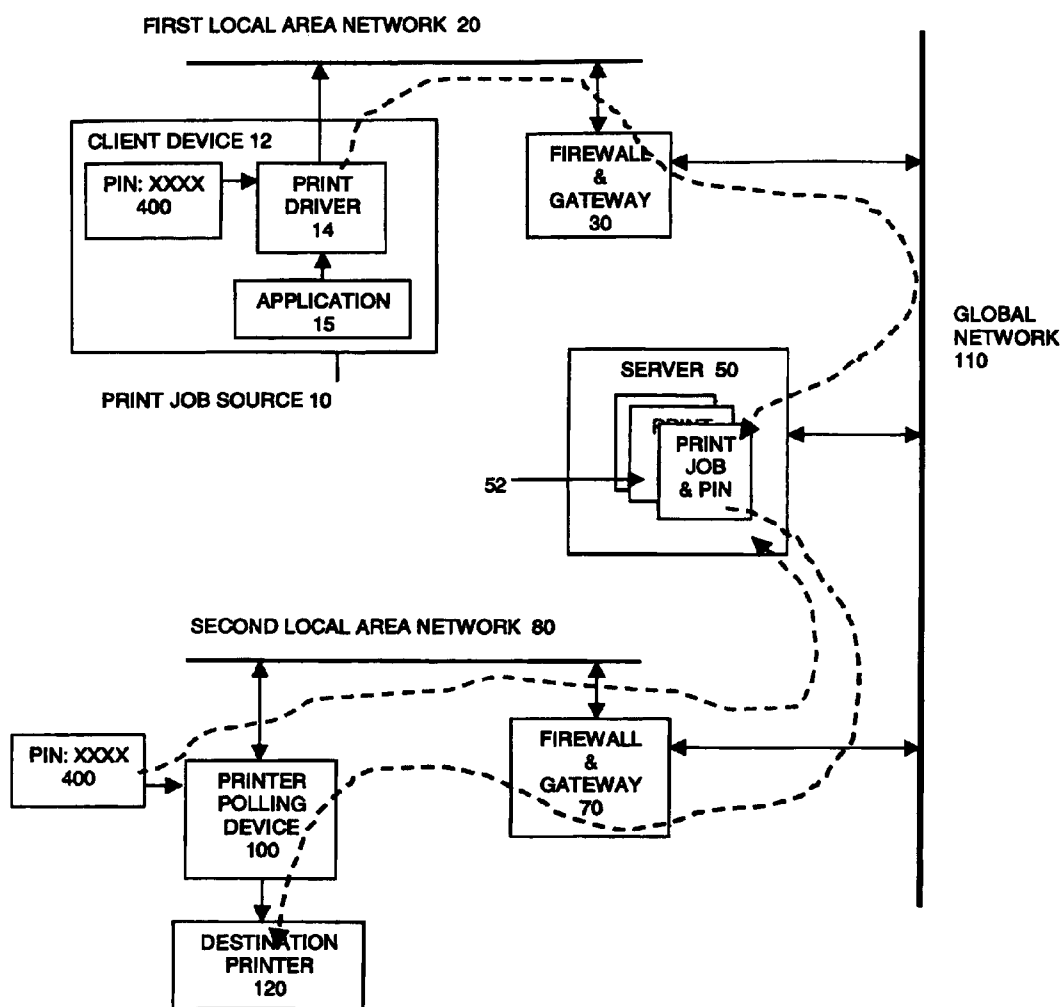 FIRST LOCAL AREA NETWORK 20
CLIENT DEVICE 12
PIN: XXXX
400
PRINT
DRIVER
14
APPLICATION
15
PRINT JOB SOURCE 10
FIREWALL
&
GATEWAY
30
GLOBAL
NETWORK
110
SERVER 50
PRINT
PRINT
JOB
& PIN
52
SECOND LOCAL AREA NETWORK 80
PIN: XXXX
400
PRINTER
POLLING
DEVICE
100
FIREWALL
&
GATEWAY
70
DESTINATION
PRINTER
120